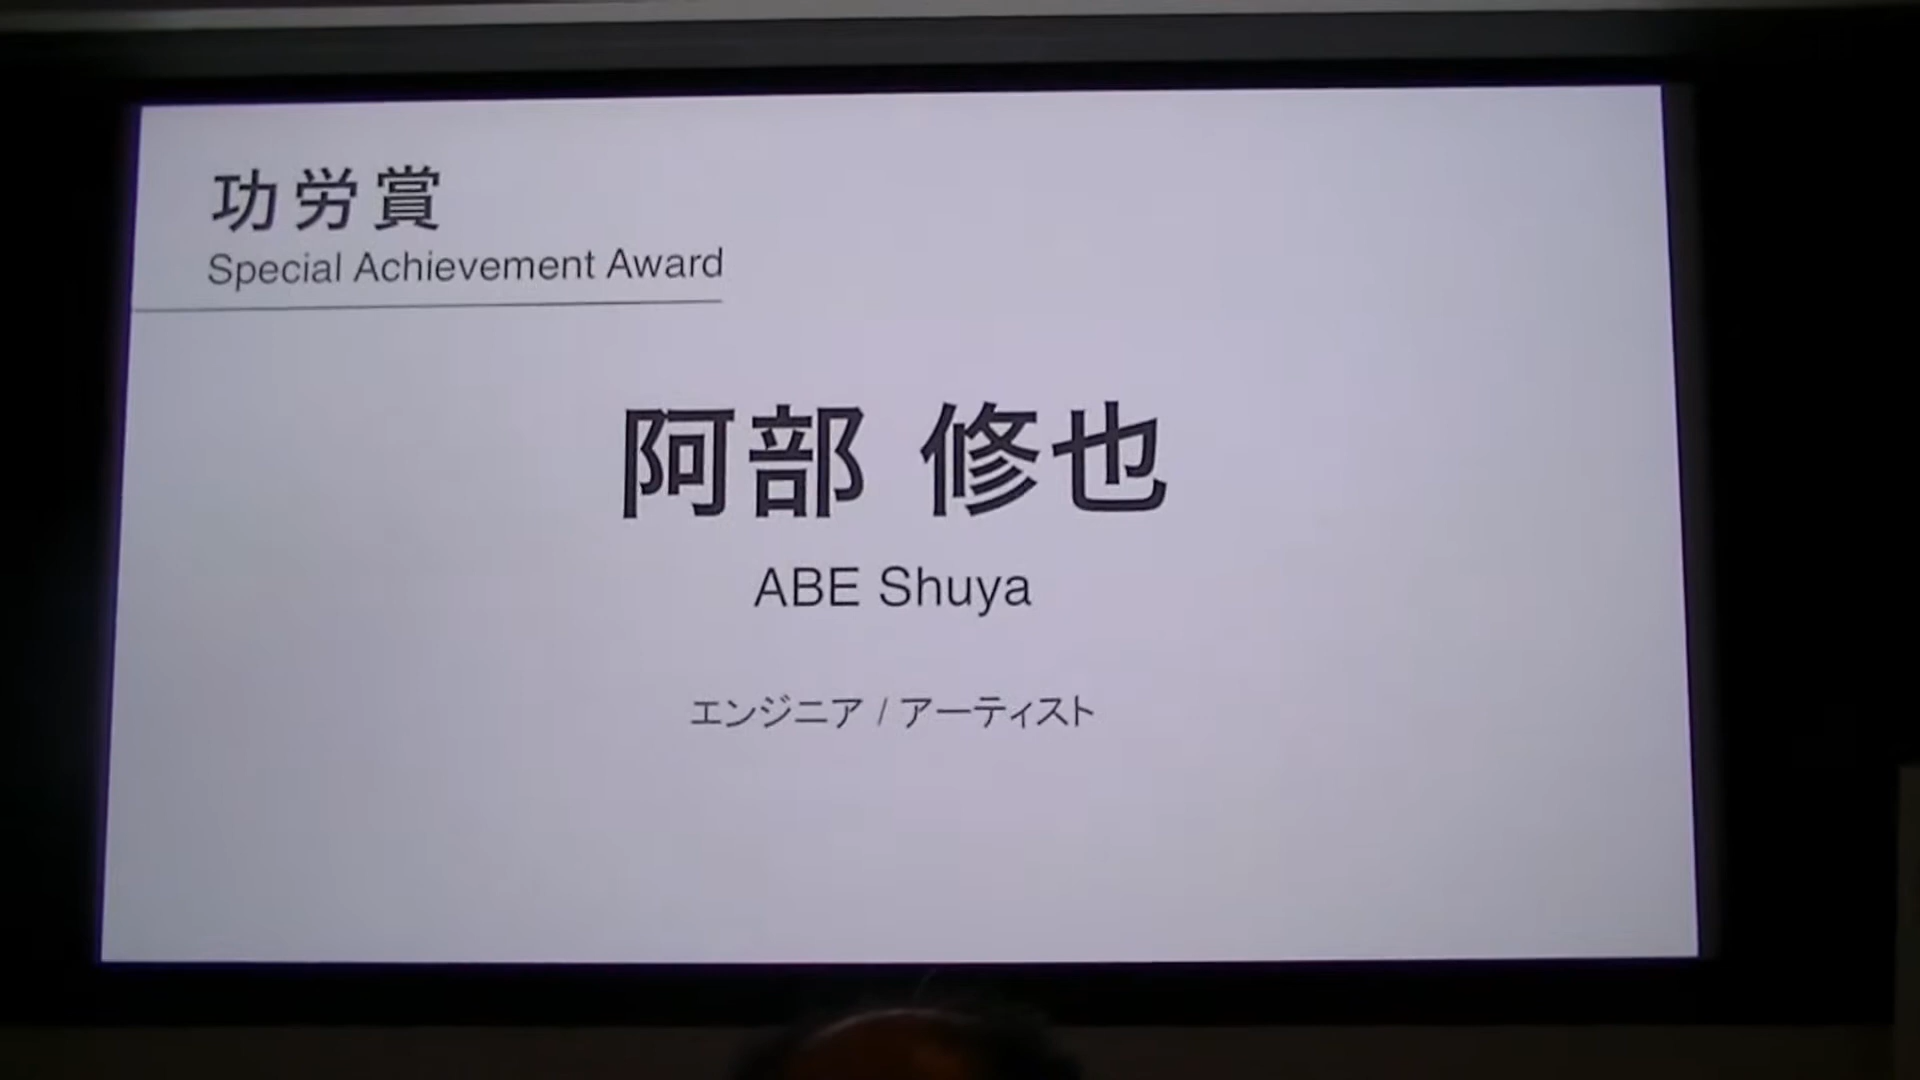 功労賞
Special Achievement Award
阿部 修也
ABE Shuya
エンジニア / アーティスト